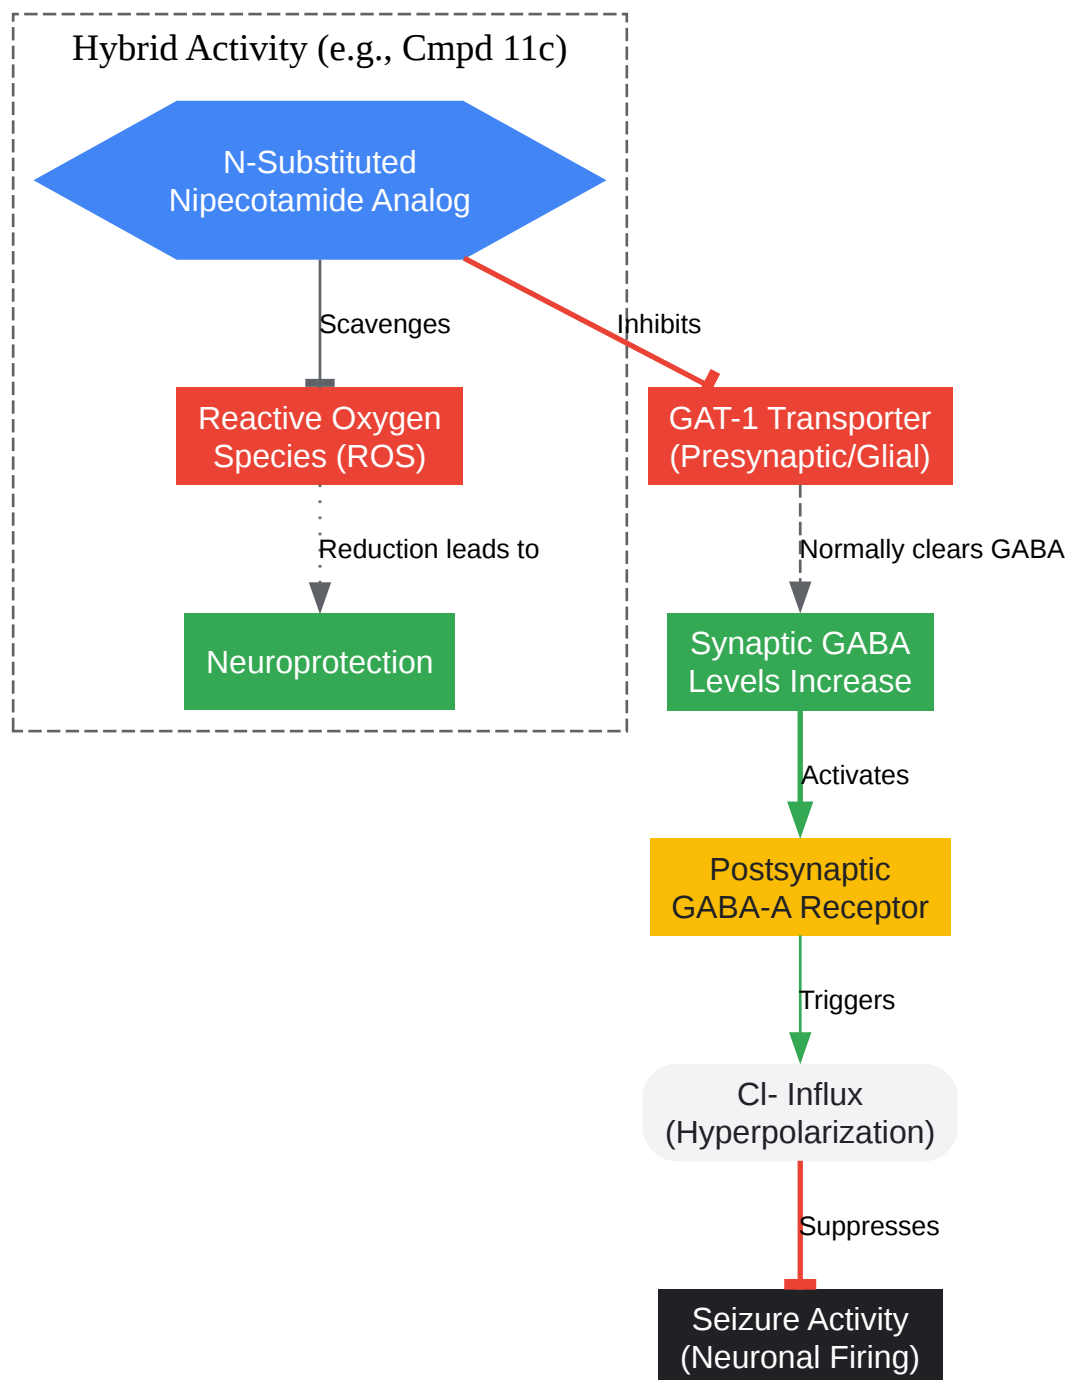 Hybrid Activity (e.g., Cmpd 11c)
N-Substituted
Nipecotamide Analog
Scavenges
Inhibits
Reactive Oxygen
Species (ROS)
GAT-1 Transporter
(Presynaptic/Glial)
Reduction leads to
Normally clears GABA
Neuroprotection
Synaptic GABA
Levels Increase
Activates
Postsynaptic
GABA-A Receptor
Triggers
Cl- Influx
(Hyperpolarization)
Suppresses
Seizure Activity
(Neuronal Firing)